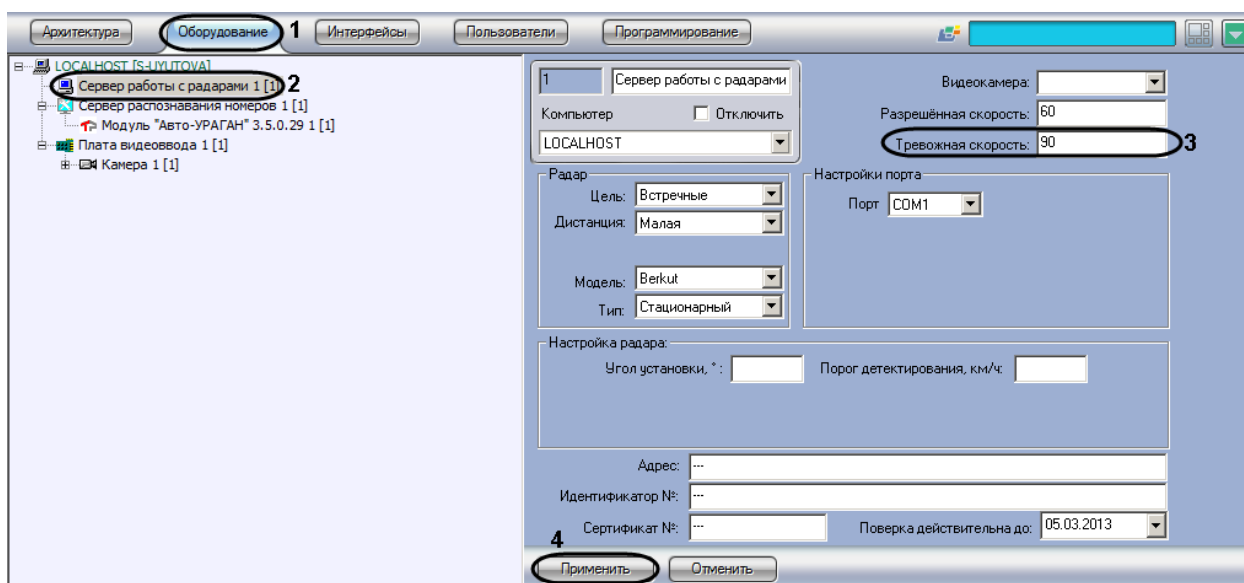 Архитектура Оборудование 1 Интерфейсы Пользователи Программирование
LOCALHOST [S-UYUTOVA]
Сервер работы с радарами 1 [1] 2
Сервер распознавания номеров 1 [1]
Модуль "Авто-УРАГАН" 3.5.0.29 1 [1]
Плата видеоввода 1 [1]
Камера 1 [1]
1 Сервер работы с радарами
Компьютер Отключить
LOCALHOST
Видеокамера:
Разрешённая скорость: 60
Тревожная скорость: 90 3
Радар
Цель: Встречные
Дистанция: Малая
Модель: Berkut
Тип: Стационарный
Настройки порта
Порт COM1
Настройка радара:
Угол установки, ° : Порог детектирования, км/ч:
Адрес: ---
Идентификатор №: ---
Сертификат №: --- Поверка действительна до: 05.03.2013
4
Применить Отменить